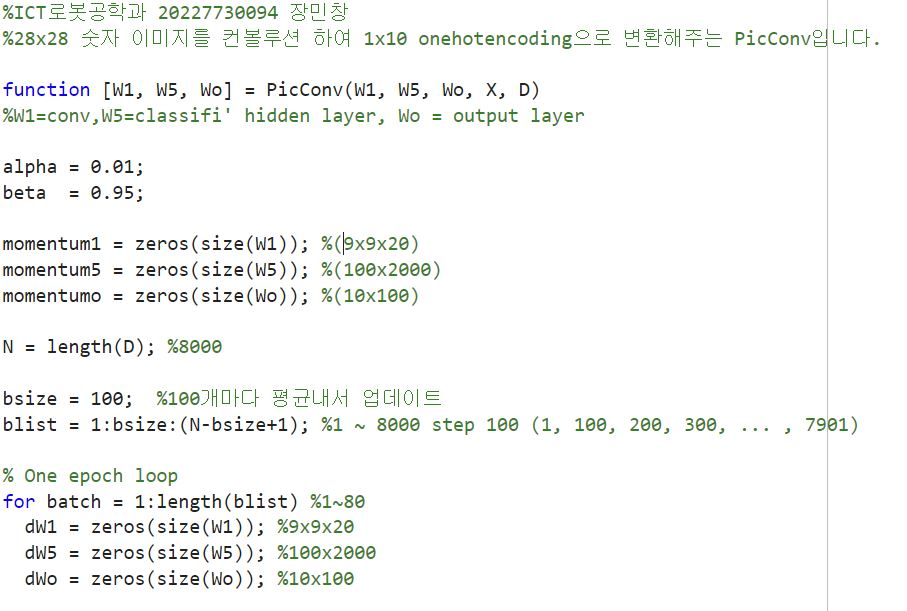 %ICT로봇공학과 20227730094 장민창
%28x28 숫자 이미지를 컨볼루션 하여 1x10 onehotencoding으로 변환해주는 PicConv입니다.
function [W1, W5, Wo] = PicConv(W1, W5, Wo, X, D)
%W1=conv,W5=classifi' hidden layer, Wo = output layer
alpha = 0.01;
beta  = 0.95;
momentum1 = zeros(size(W1)); %(9x9x20)
momentum5 = zeros(size(W5)); %(100x2000)
momentumo = zeros(size(Wo)); %(10x100)
N = length(D); %8000
bsize = 100;  %100개마다 평균내서 업데이트
blist = 1:bsize:(N-bsize+1); %1 ~ 8000 step 100 (1, 100, 200, 300, ... , 7901)
% One epoch loop
for batch = 1:length(blist) %1~80
  dW1 = zeros(size(W1)); %9x9x20
  dW5 = zeros(size(W5)); %100x2000
  dWo = zeros(size(Wo)); %10x100